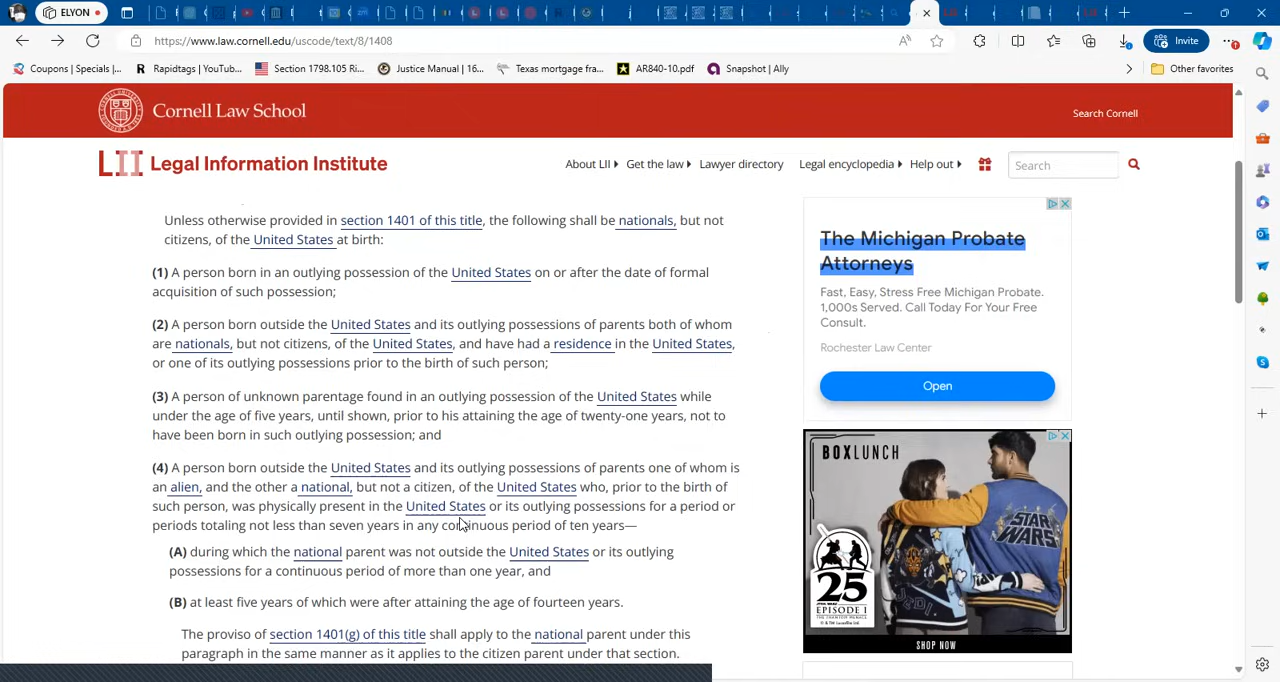 ELYON
https://www.law.cornell.edu/uscode/text/8/1408
Invite
Coupons | Specials |...
Rapidtags | YouTub...
Section 1798.105 Ri...
Justice Manual | 16...
Texas mortgage fra...
AR840-10.pdf
Snapshot | Ally
Other favorites
Cornell Law School
Search Cornell
LII Legal Information Institute
About LII
Get the law
Lawyer directory
Legal encyclopedia
Help out
Search
Unless otherwise provided in section 1401 of this title, the following shall be nationals, but not
citizens, of the United States at birth:
(1) A person born in an outlying possession of the United States on or after the date of formal
acquisition of such possession;
(2) A person born outside the United States and its outlying possessions of parents both of whom
are nationals, but not citizens, of the United States, and have had a residence in the United States,
or one of its outlying possessions prior to the birth of such person;
(3) A person of unknown parentage found in an outlying possession of the United States while
under the age of five years, until shown, prior to his attaining the age of twenty-one years, not to
have been born in such outlying possession; and
(4) A person born outside the United States and its outlying possessions of parents one of whom is
an alien, and the other a national, but not a citizen, of the United States who, prior to the birth of
such person, was physically present in the United States or its outlying possessions for a period or
periods totaling not less than seven years in any continuous period of ten years—
(A) during which the national parent was not outside the United States or its outlying
possessions for a continuous period of more than one year, and
(B) at least five years of which were after attaining the age of fourteen years.
The proviso of section 1401(g) of this title shall apply to the national parent under this
paragraph in the same manner as it applies to the citizen parent under that section.
The Michigan Probate
Attorneys
Fast, Easy, Stress Free Michigan Probate.
1,000s Served. Call Today For Your Free
Consult.
Rochester Law Center
Open
BOXLUNCH
STAR
WARS
25
EPISODE I
SHOP NOW